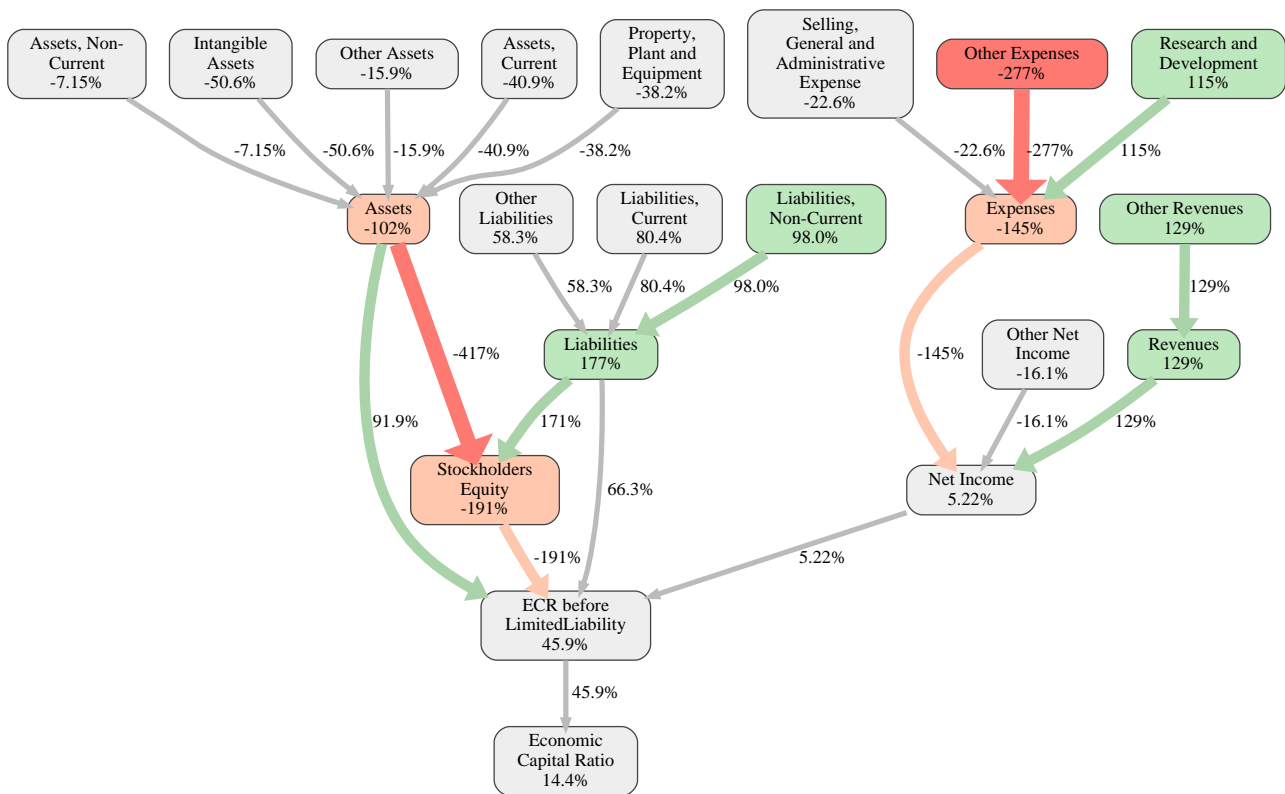 Assets, Non-
Current
-7.15%
Intangible
Assets
-50.6%
Other Assets
-15.9%
Assets,
Current
-40.9%
Property,
Plant and
Equipment
-38.2%
Selling,
General and
Administrative
Expense
-22.6%
Other Expenses
-277%
Research and
Development
115%
-7.15%
-50.6%
-15.9%
-40.9%
-38.2%
-22.6%
-277%
115%
Assets
-102%
Other
Liabilities
58.3%
Liabilities,
Current
80.4%
Liabilities,
Non-Current
98.0%
Expenses
-145%
Other Revenues
129%
58.3%
80.4%
98.0%
129%
-417%
Liabilities
177%
-145%
Other Net
Income
-16.1%
Revenues
129%
91.9%
171%
-16.1%
129%
Stockholders
Equity
-191%
66.3%
Net Income
5.22%
-191%
5.22%
ECR before
LimitedLiability
45.9%
45.9%
Economic
Capital Ratio
14.4%